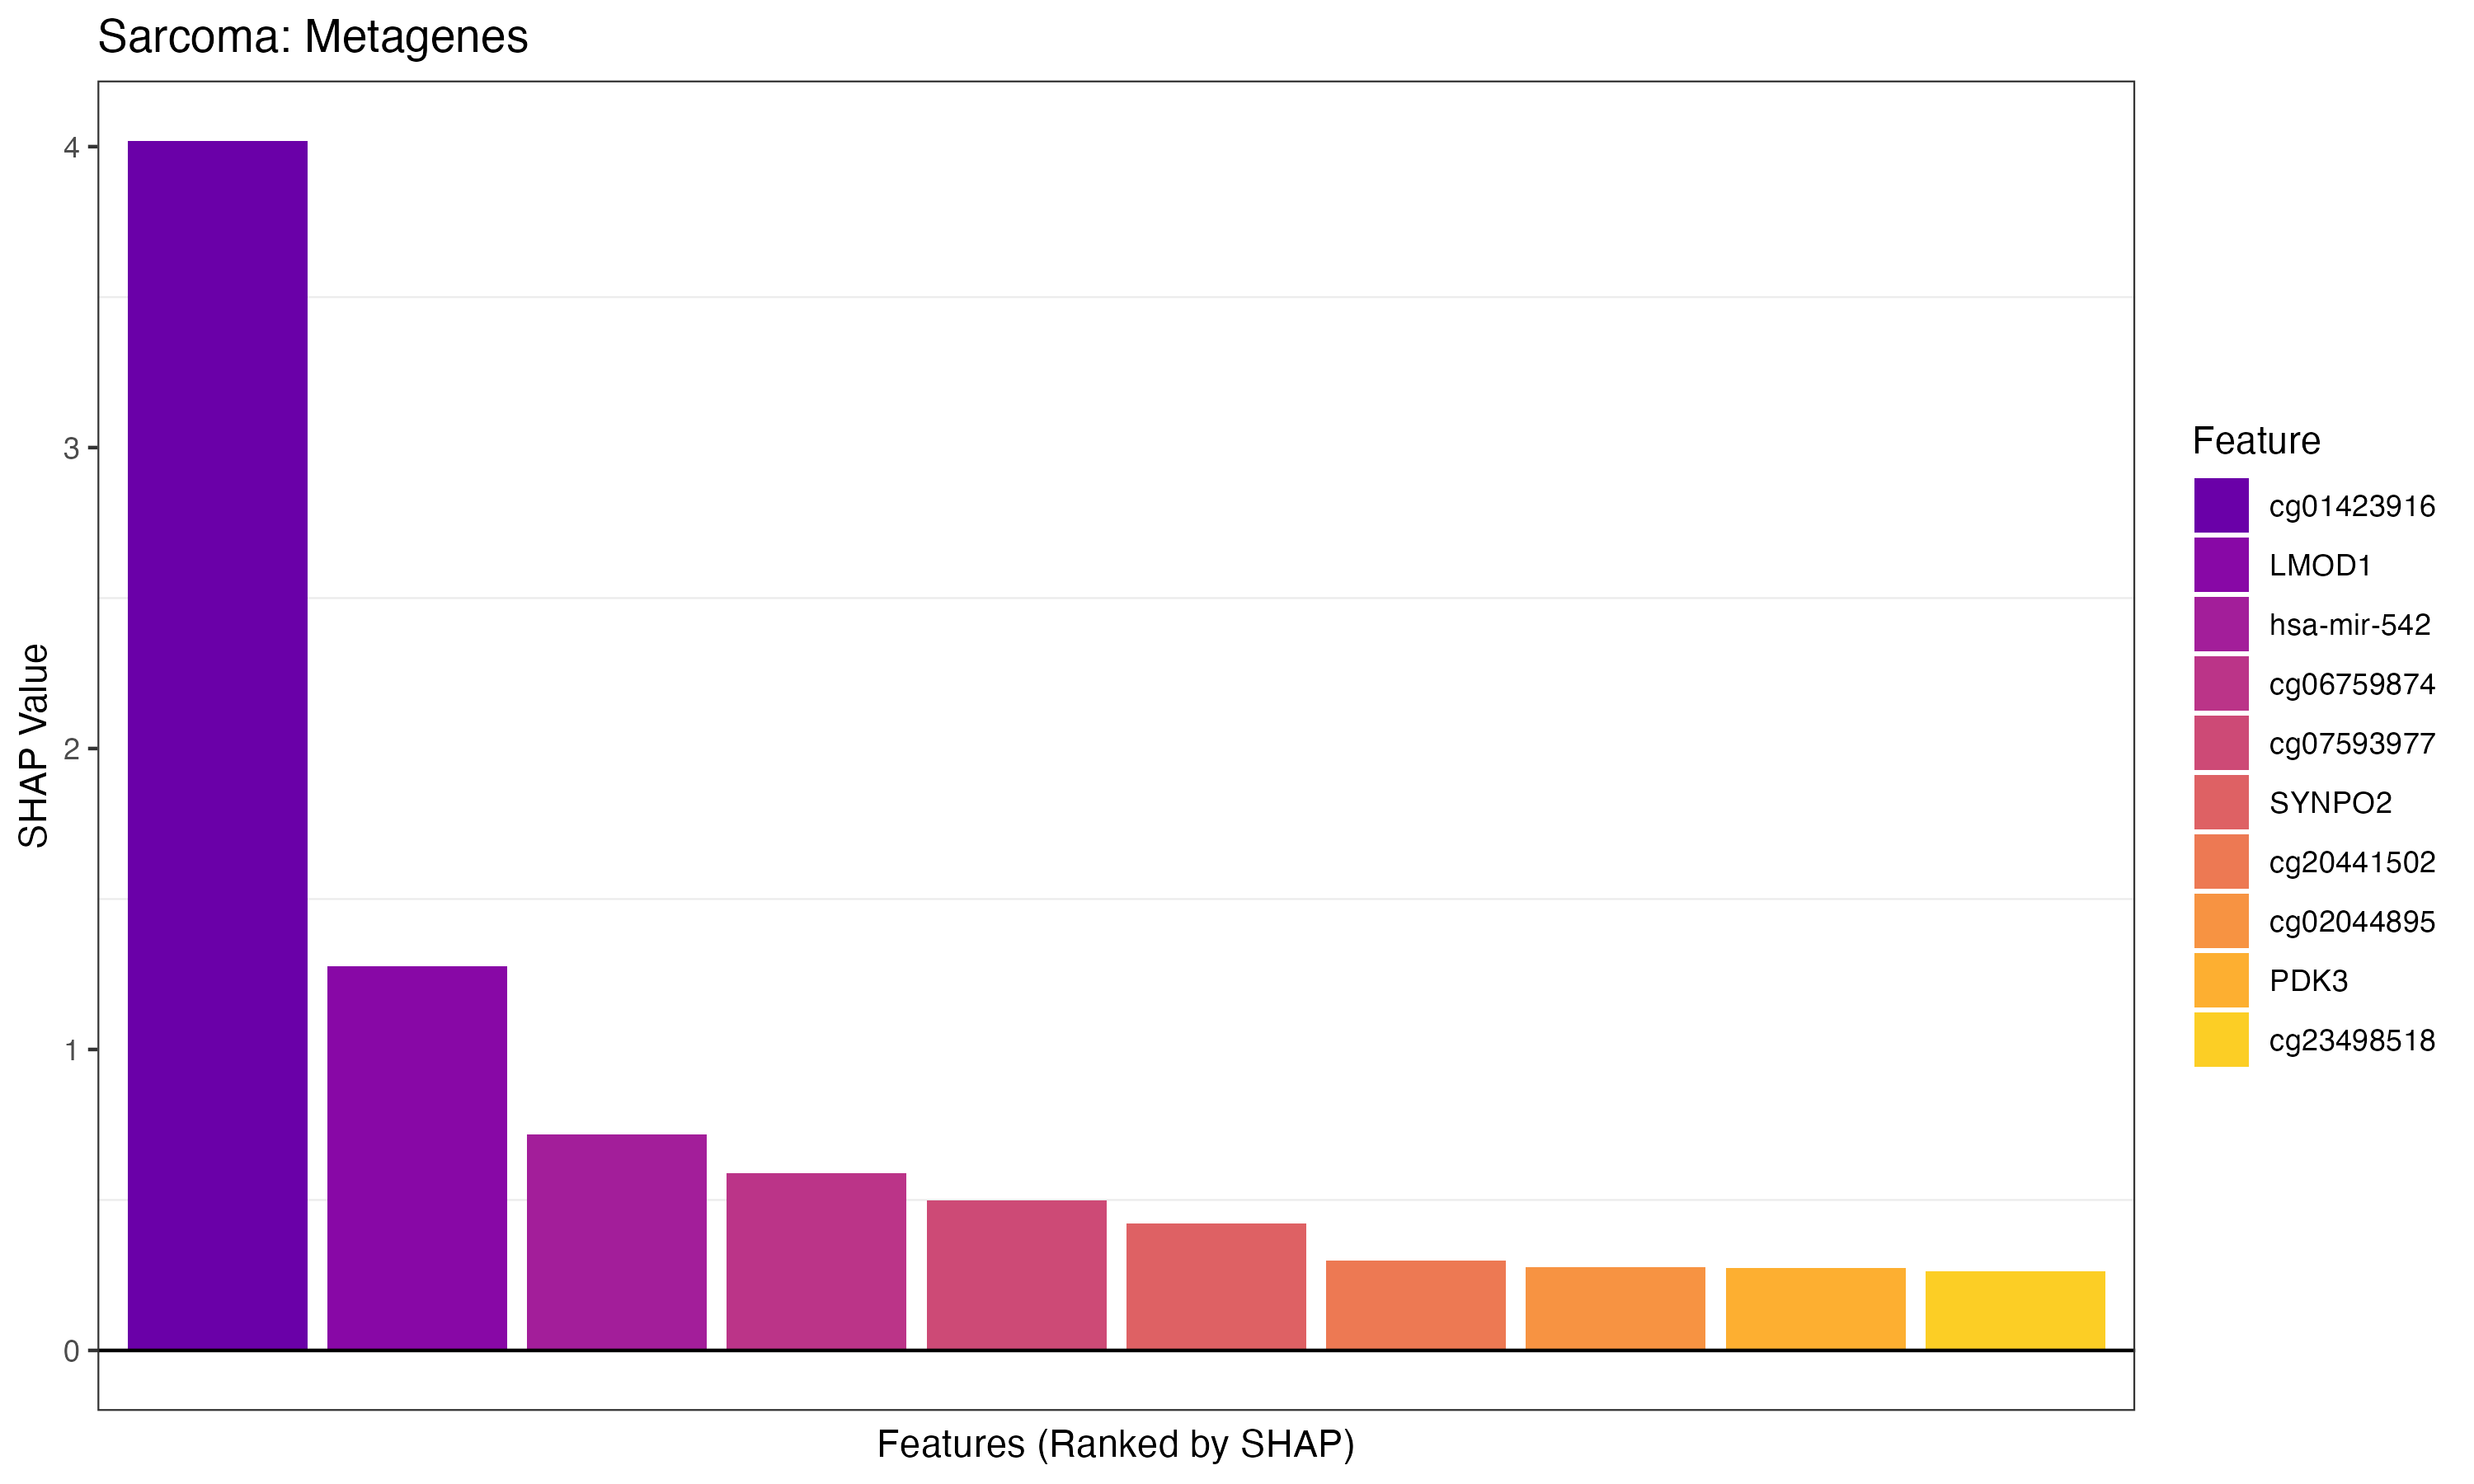 Sarcoma: Metagenes
4
3
2
1
0
SHAP Value
Features (Ranked by SHAP)
Feature
cg01423916
LMOD1
hsa-mir-542
cg06759874
cg07593977
SYNPO2
cg20441502
cg02044895
PDK3
cg23498518